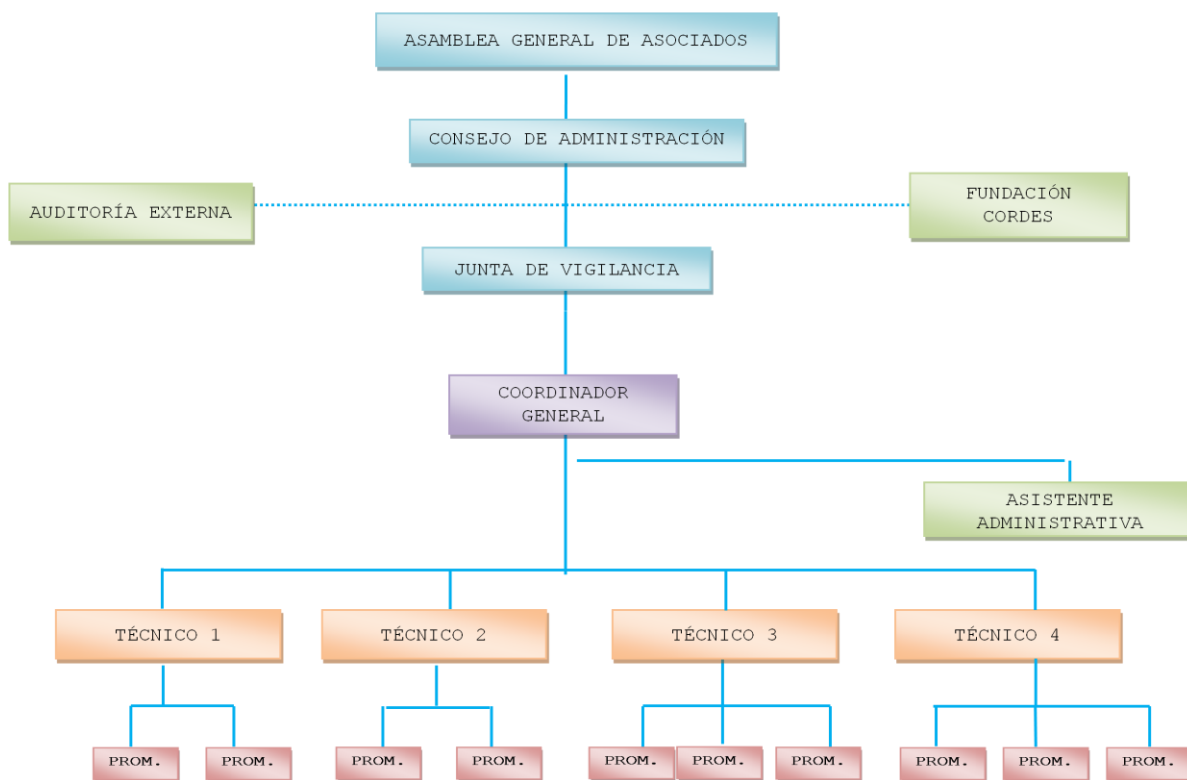 ASAMBLEA GENERAL DE ASOCIADOS
CONSEJO DE ADMINISTRACIÓN
AUDITORÍA EXTERNA
FUNDACIÓN
CORDES
JUNTA DE VIGILANCIA
COORDINADOR
GENERAL
ASISTENTE
ADMINISTRATIVA
TÉCNICO 1
TÉCNICO 2
TÉCNICO 3
TÉCNICO 4
PROM.
PROM.
PROM.
PROM.
PROM.
PROM.
PROM.
PROM.
PROM.
PROM.